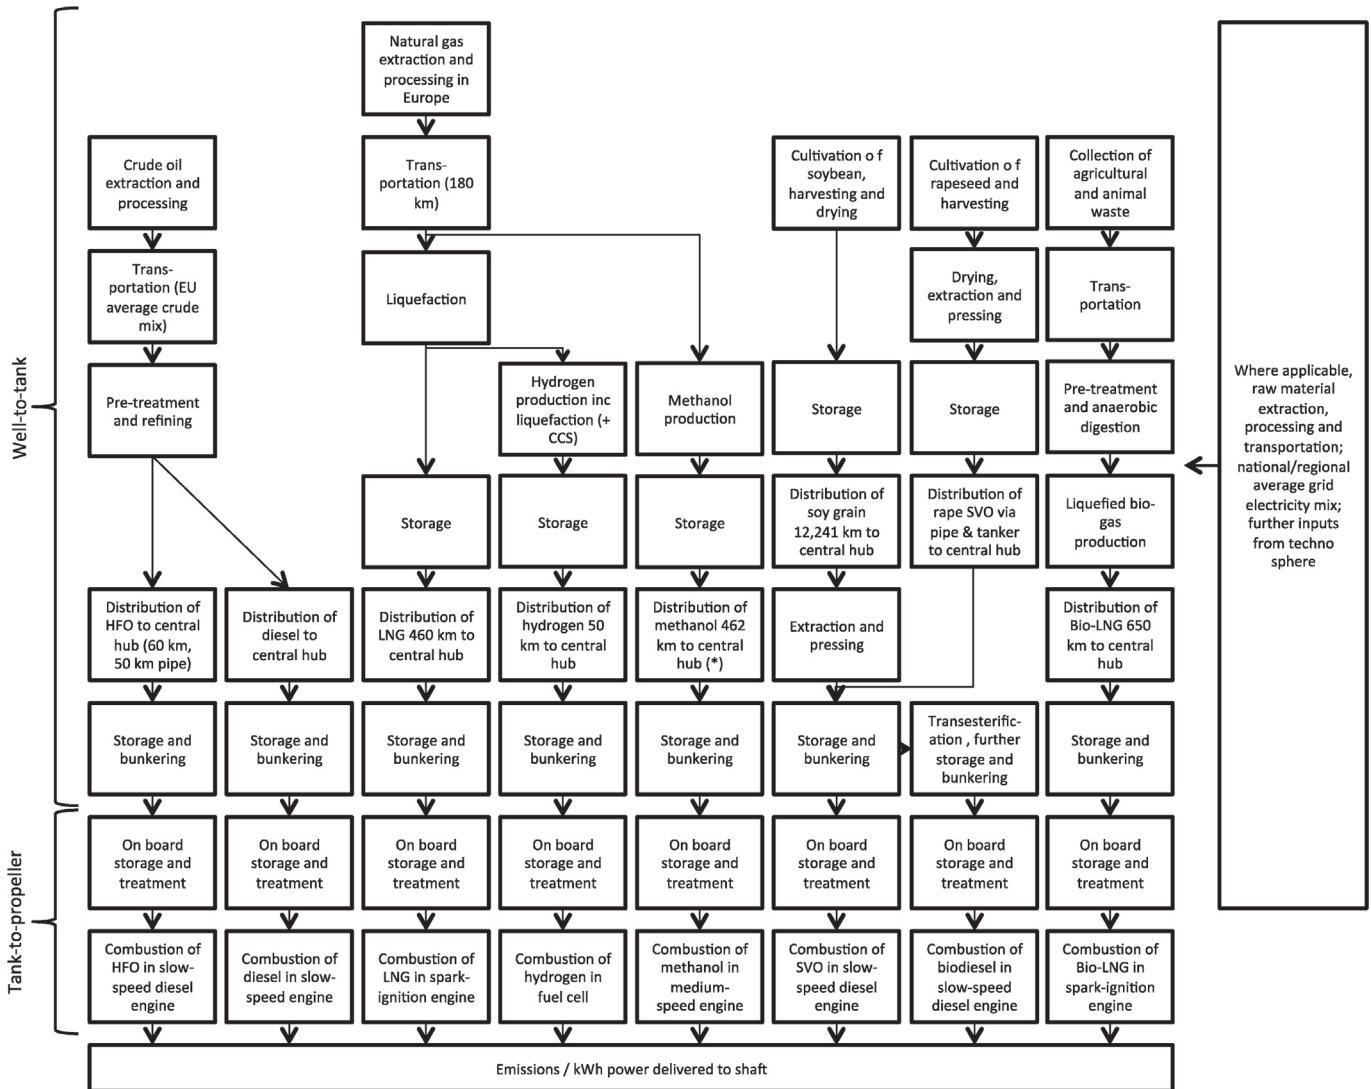 Well-to-tank
Tank-to-propeller
Natural gas
extraction and
processing in
Europe
Crude oil
extraction and
processing
Trans-
portation (180
km)
Cultivation o f
soybean,
harvesting and
drying
Cultivation o f
rapeseed and
harvesting
Collection of
agricultural
and animal
waste
Trans-
portation (EU
average crude
mix)
Liquefaction
Drying,
extraction and
pressing
Trans-
portation
Pre-treatment
and refining
Hydrogen
production inc
liquefaction (+
CCS)
Methanol
production
Storage
Storage
Pre-treatment
and anaerobic
digestion
Where applicable,
raw material
extraction,
processing and
transportation;
national/regional
average grid
electricity mix;
further inputs
from techno
sphere
Storage
Storage
Storage
Distribution of
soy grain
12,241 km to
central hub
Distribution of
rape SVO via
pipe & tanker
to central hub
Liquefied bio-
gas
production
Distribution of
HFO to central
hub (60 km,
50 km pipe)
Distribution of
diesel to
central hub
Distribution of
LNG 460 km to
central hub
Distribution of
hydrogen 50
km to central
hub
Distribution of
methanol 462
km to central
hub (*)
Extraction and
pressing
Distribution of
Bio-LNG 650
km to central
hub
Storage and
bunkering
Storage and
bunkering
Storage and
bunkering
Storage and
bunkering
Storage and
bunkering
Storage and
bunkering
Transesterific-
ation , further
storage and
bunkering
Storage and
bunkering
On board
storage and
treatment
On board
storage and
treatment
On board
storage and
treatment
On board
storage and
treatment
On board
storage and
treatment
On board
storage and
treatment
On board
storage and
treatment
On board
storage and
treatment
Combustion of
HFO in slow-
speed diesel
engine
Combustion of
diesel in slow-
speed engine
Combustion of
LNG in spark-
ignition engine
Combustion of
hydrogen in
fuel cell
Combustion of
methanol in
medium-
speed engine
Combustion of
SVO in slow-
speed diesel
engine
Combustion of
biodiesel in
slow-speed
diesel engine
Combustion of
Bio-LNG in
spark-ignition
engine
Emissions / kWh power delivered to shaft